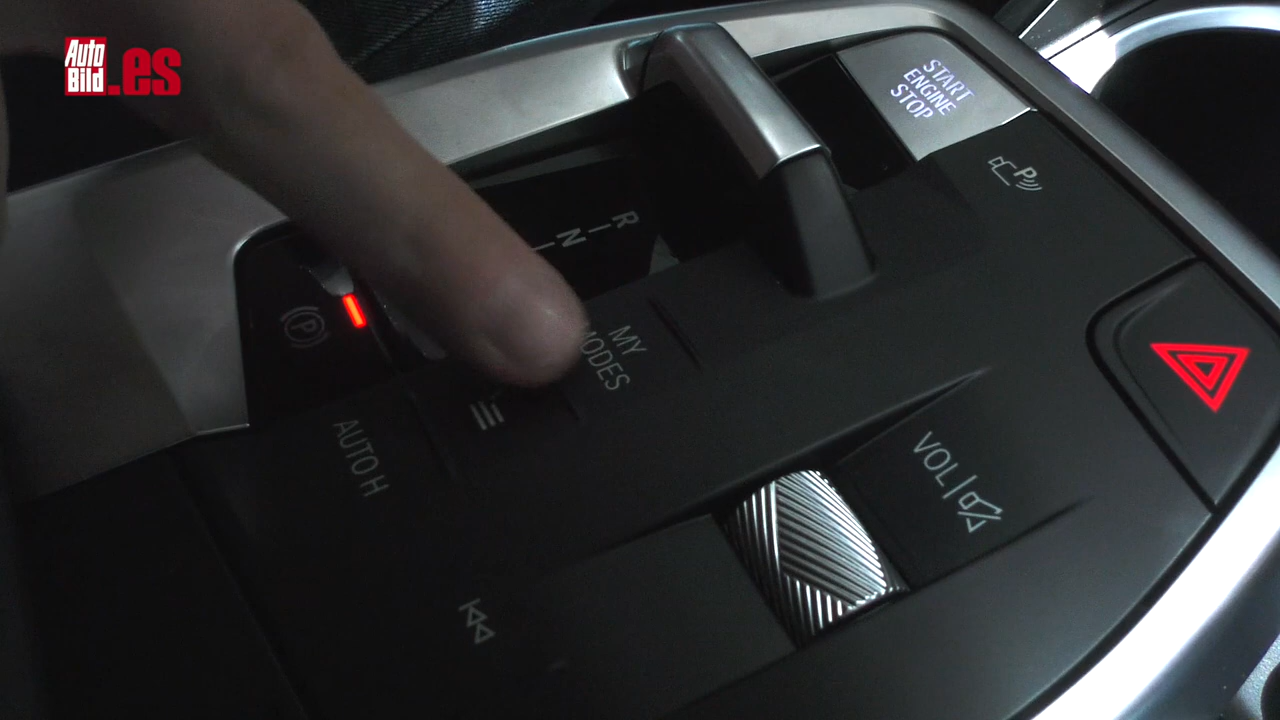 Auto
Bild
.es
START
ENGINE
STOP
P
R
N
P
MY
MODES
AUTO H
VOL